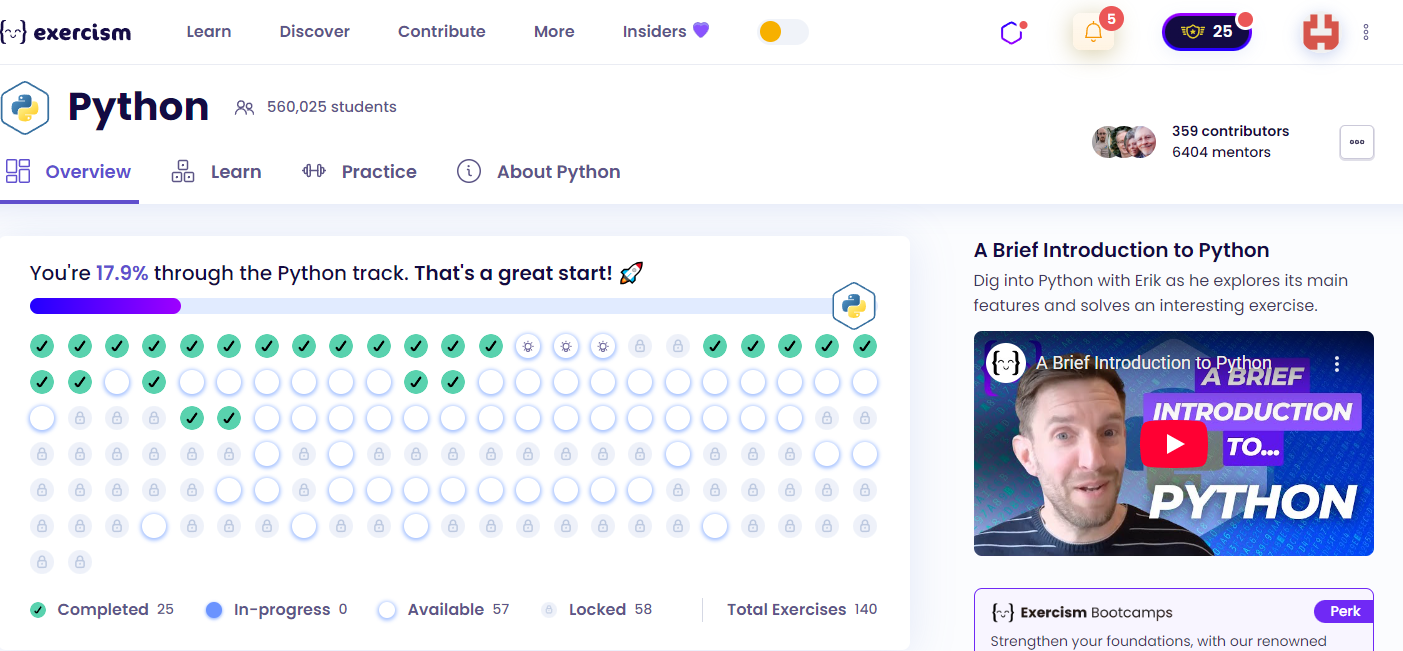 exercism
Learn
Discover
Contribute
More
Insiders
5
25
Python
560,025 students
359 contributors
6404 mentors
Overview
Learn
Practice
About Python
You're 17.9% through the Python track. That's a great start!
A Brief Introduction to Python
Dig into Python with Erik as he explores its main
features and solves an interesting exercise.
A Brief Introduction to Python
A BRIEF
INTRODUCTION
TO...
PYTHON
Completed 25
In-progress 0
Available 57
Locked 58
Total Exercises 140
Exercism Bootcamps
Perk
Strengthen your foundations, with our renowned